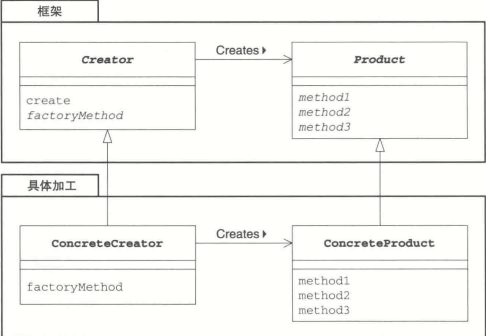 框架
Creator
Creates
Product
create
factoryMethod
method1
method2
method3
具体加工
ConcreteCreator
Creates
ConcreteProduct
factoryMethod
method1
method2
method3